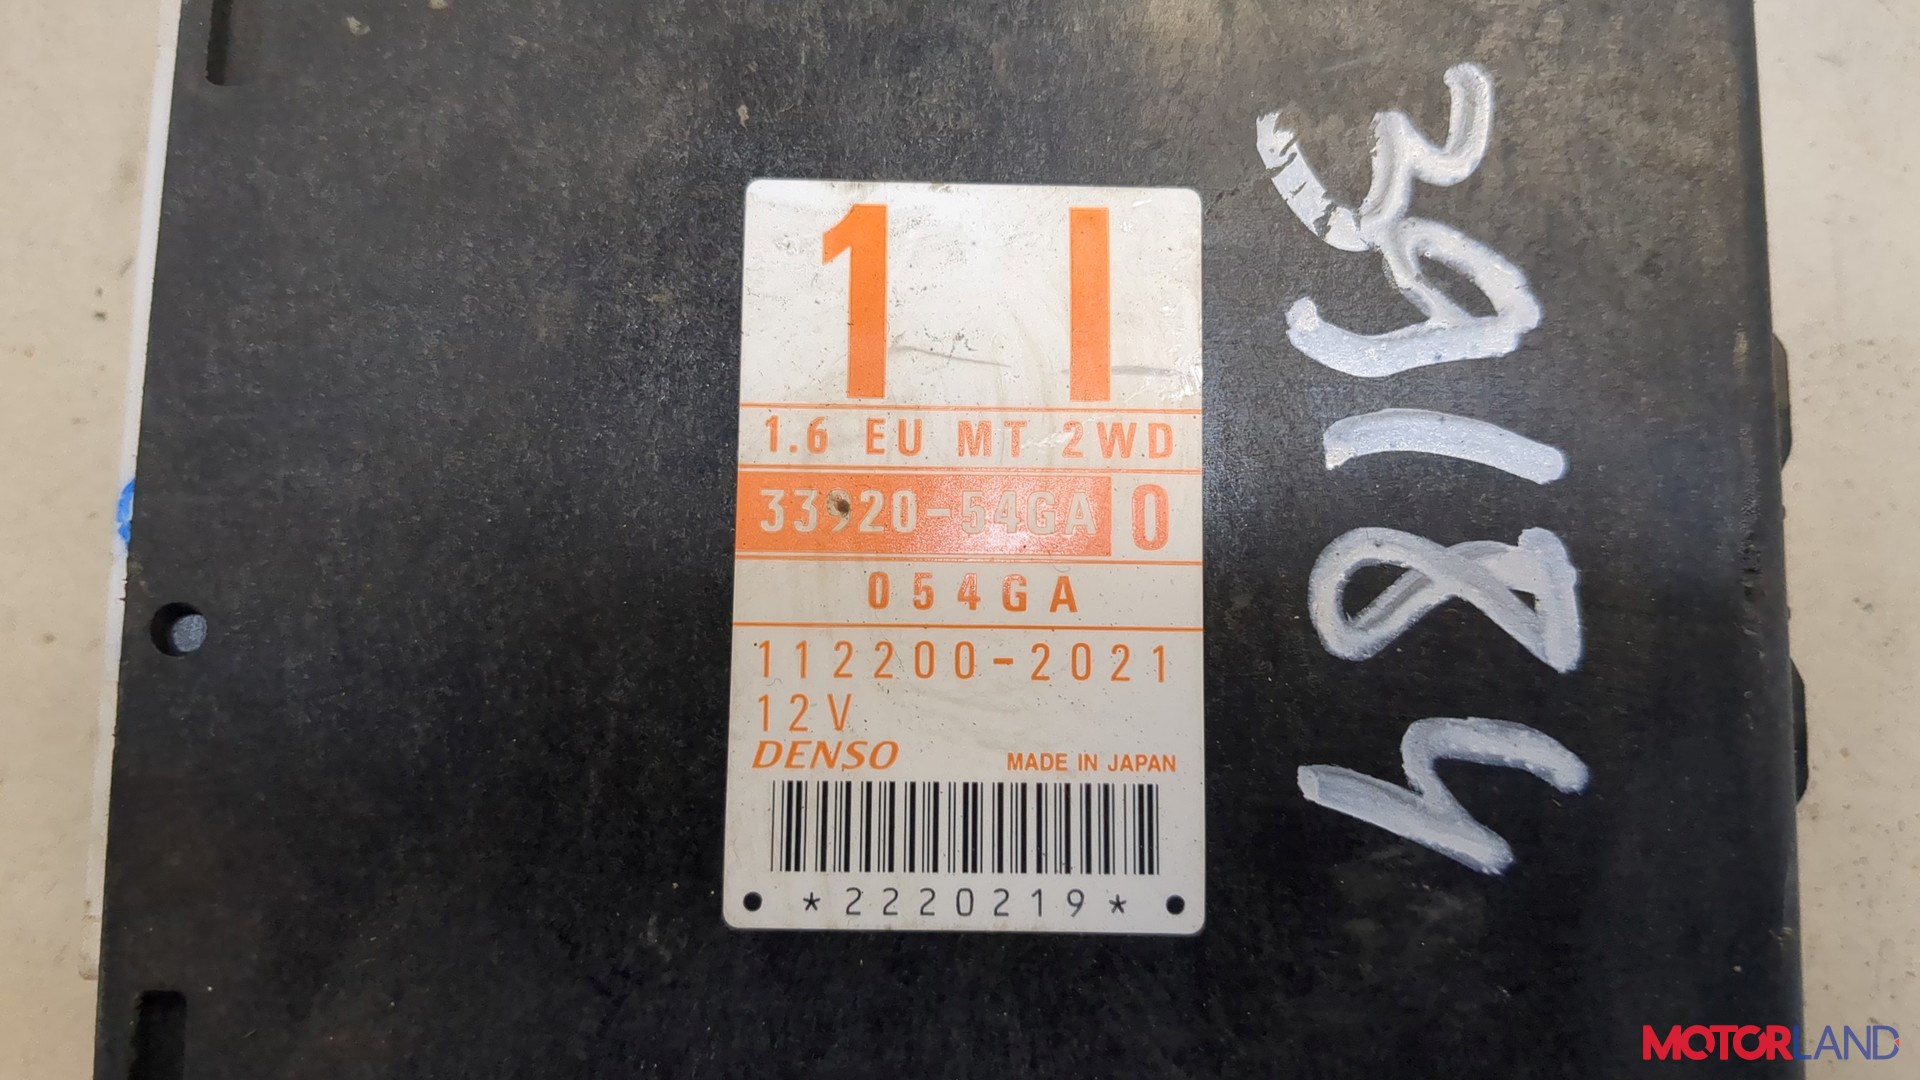 1 I
1.6 EU MT 2WD
33920-54GA 0
054GA
112200-2021
12V
DENSO MADE IN JAPAN
*2220219*
39184
MOTORLAND